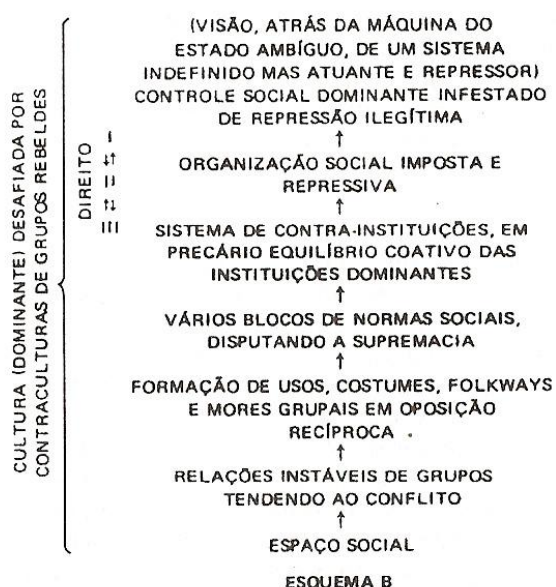 CULTURA (DOMINANTE) DESAFIADA POR
CONTRACULTURAS DE GRUPOS REBELDES
DIREITO
I ⇅ II ⇅ III
(VISÃO, ATRÁS DA MÁQUINA DO
ESTADO AMBÍGUO, DE UM SISTEMA
INDEFINIDO MAS ATUANTE E REPRESSOR)
CONTROLE SOCIAL DOMINANTE INFESTADO
DE REPRESSÃO ILEGÍTIMA
↑
ORGANIZAÇÃO SOCIAL IMPOSTA E
REPRESSIVA
↑
SISTEMA DE CONTRA-INSTITUIÇÕES, EM
PRECÁRIO EQUILÍBRIO COATIVO DAS
INSTITUIÇÕES DOMINANTES
↑
VÁRIOS BLOCOS DE NORMAS SOCIAIS,
DISPUTANDO A SUPREMACIA
↑
FORMAÇÃO DE USOS, COSTUMES, FOLKWAYS
E MORES GRUPAIS EM OPOSIÇÃO
RECÍPROCA .
↑
RELAÇÕES INSTÁVEIS DE GRUPOS
TENDENDO AO CONFLITO
↑
ESPAÇO SOCIAL
ESQUEMA B